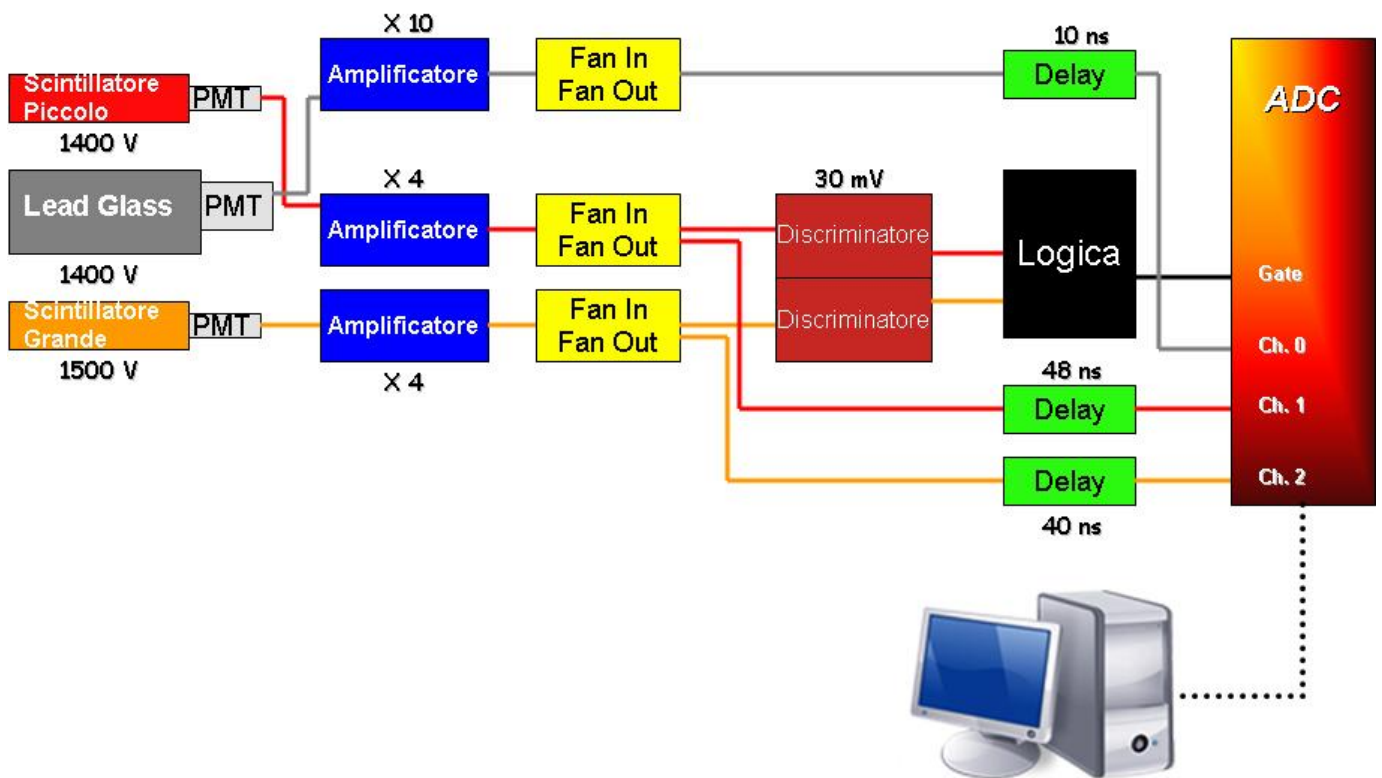 X 10
10 ns
Scintillatore
Piccolo
PMT
Amplificatore
Fan In
Fan Out
Delay
ADC
1400 V
Lead Glass
PMT
X 4
Amplificatore
Fan In
Fan Out
30 mV
Discriminatore
Logica
1400 V
Gate
Scintillatore
Grande
PMT
Amplificatore
Fan In
Fan Out
Discriminatore
Ch. 0
1500 V
X 4
48 ns
Delay
Ch. 1
Delay
Ch. 2
40 ns